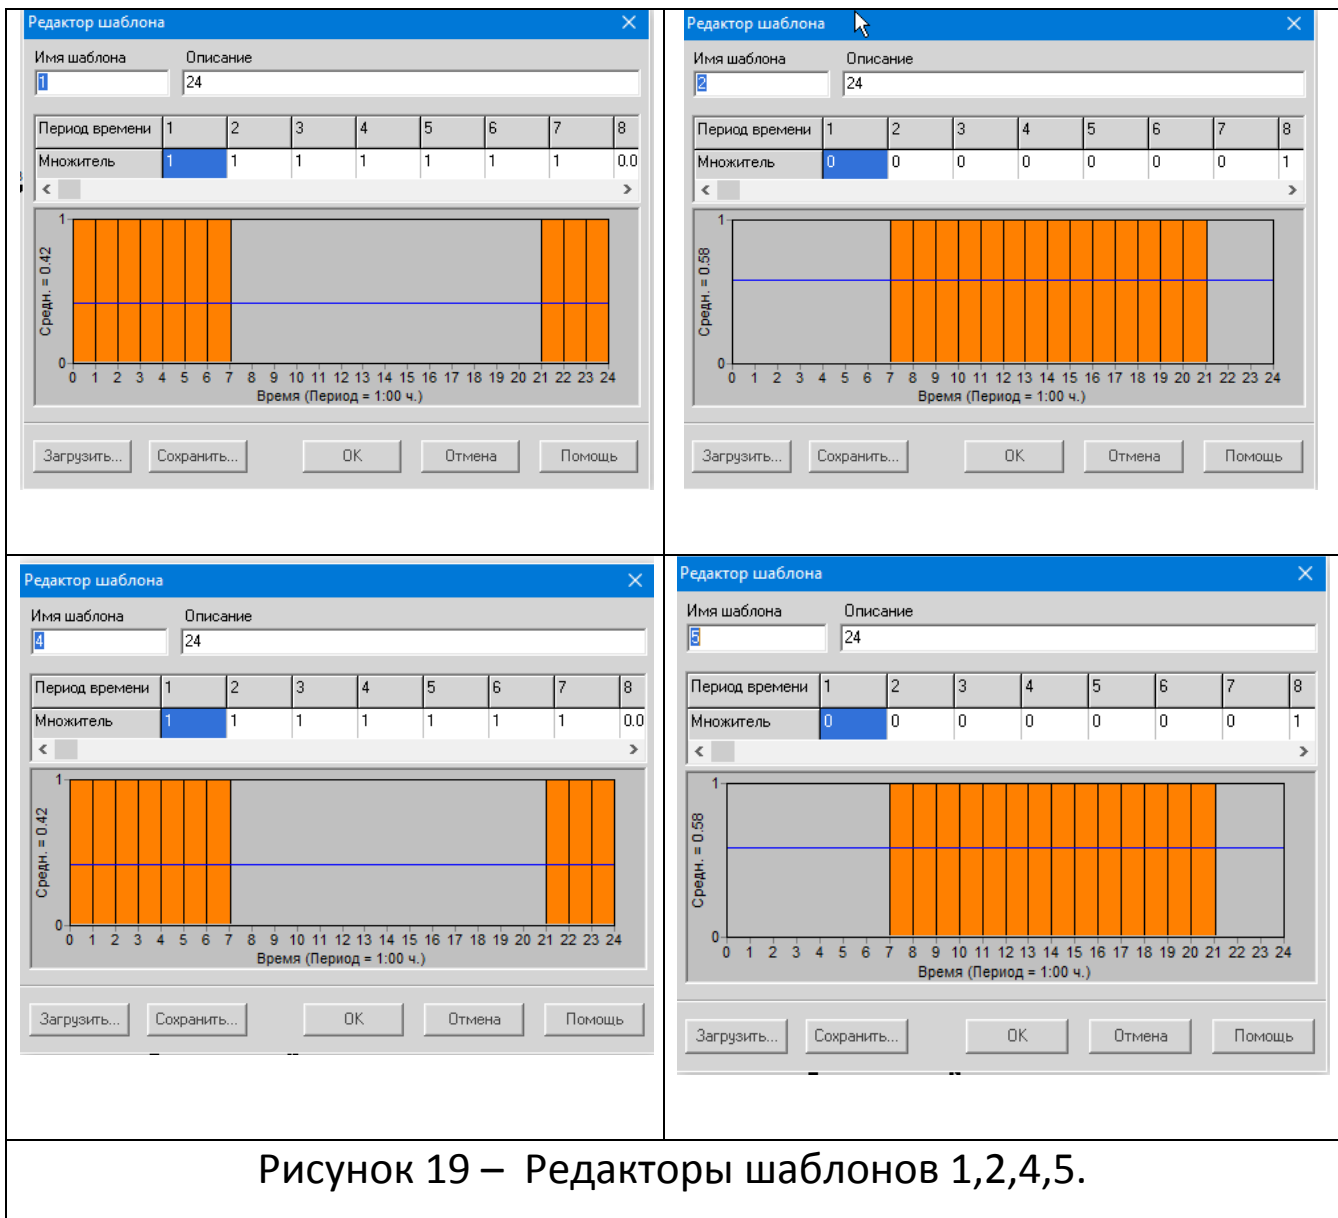 Редактор шаблона
Имя шаблона Описание
1 24
Период времени 1 2 3 4 5 6 7 8
Множитель 1 1 1 1 1 1 1 0.0
1
Средн. = 0.42
0
0 1 2 3 4 5 6 7 8 9 10 11 12 13 14 15 16 17 18 19 20 21 22 23 24
Время (Период = 1:00 ч.)
Загрузить... Сохранить... OK Отмена Помощь
Редактор шаблона
Имя шаблона Описание
2 24
Период времени 1 2 3 4 5 6 7 8
Множитель 0 0 0 0 0 0 0 1
1
Средн. = 0.58
0
0 1 2 3 4 5 6 7 8 9 10 11 12 13 14 15 16 17 18 19 20 21 22 23 24
Время (Период = 1:00 ч.)
Загрузить... Сохранить... OK Отмена Помощь
Редактор шаблона
Имя шаблона Описание
4 24
Период времени 1 2 3 4 5 6 7 8
Множитель 1 1 1 1 1 1 1 0.0
1
Средн. = 0.42
0
0 1 2 3 4 5 6 7 8 9 10 11 12 13 14 15 16 17 18 19 20 21 22 23 24
Время (Период = 1:00 ч.)
Загрузить... Сохранить... OK Отмена Помощь
Редактор шаблона
Имя шаблона Описание
5 24
Период времени 1 2 3 4 5 6 7 8
Множитель 0 0 0 0 0 0 0 1
1
Средн. = 0.58
0
0 1 2 3 4 5 6 7 8 9 10 11 12 13 14 15 16 17 18 19 20 21 22 23 24
Время (Период = 1:00 ч.)
Загрузить... Сохранить... OK Отмена Помощь
Рисунок 19 – Редакторы шаблонов 1,2,4,5.